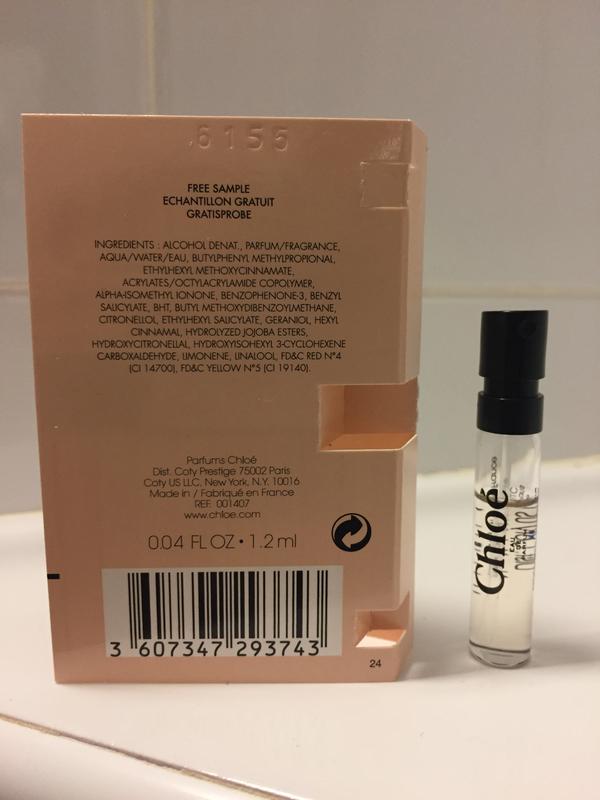 6155
FREE SAMPLE
ECHANTILLON GRATUIT
GRATISPROBE
INGREDIENTS : ALCOHOL DENAT., PARFUM/FRAGRANCE,
AQUA/WATER/EAU, BUTYLPHENYL METHYLPROPIONAL,
ETHYLHEXYL METHOXYCINNAMATE,
ACRYLATES/OCTYLACRYLAMIDE COPOLYMER,
ALPHA-ISOMETHYL IONONE, BENZOPHENONE-3, BENZYL
SALICYLATE, BHT, BUTYL METHOXYDIBENZOYLMETHANE,
CITRONELLOL, ETHYLHEXYL SALICYLATE, GERANIOL, HEXYL
CINNAMAL, HYDROLYZED JOJOBA ESTERS,
HYDROXYCITRONELLAL, HYDROXYISOHEXYL 3-CYCLOHEXENE
CARBOXALDEHYDE, LIMONENE, LINALOOL, FD&C RED N°4
(CI 14700), FD&C YELLOW N°5 (CI 19140).
Parfums Chloé
Dist. Coty Prestige 75002 Paris
Coty US LLC, New York, N.Y. 10016
Made in / Fabriqué en France
REF. 001407
www.chloe.com
0.04 FL OZ • 1.2 ml
3 607347 293743
24
Chloé
EAU
DE
PARFUM